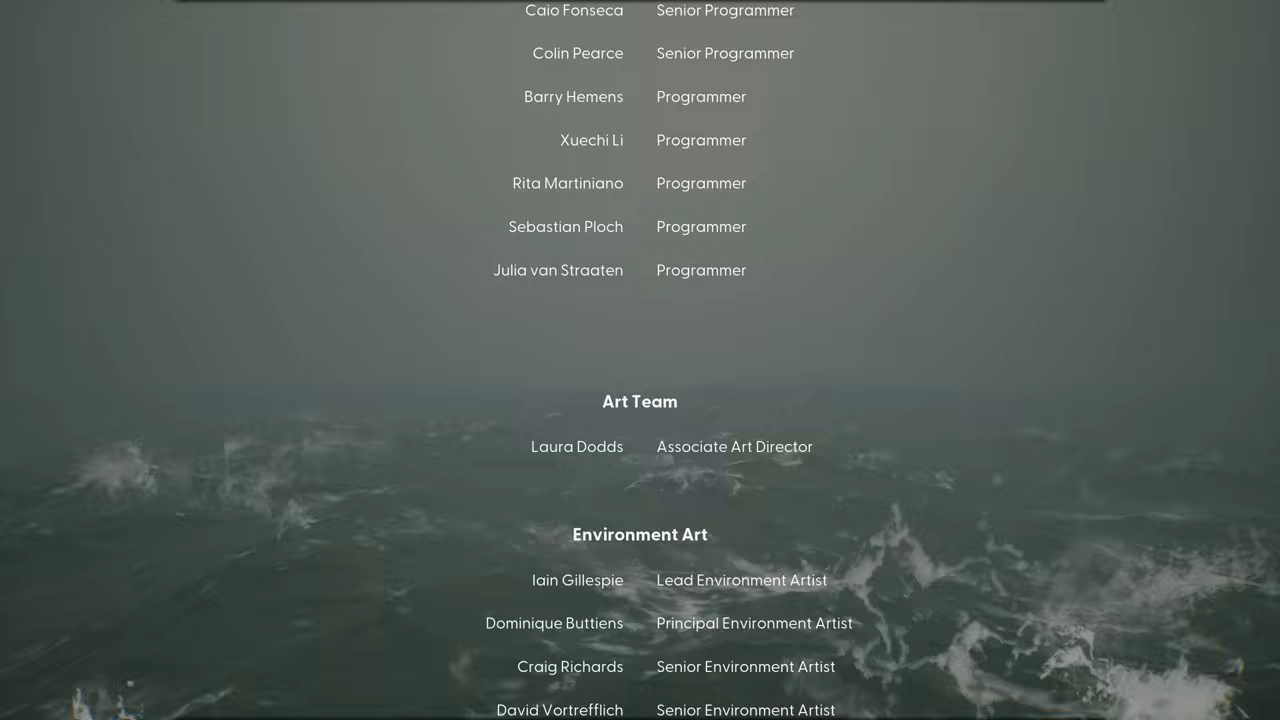 Caio Fonseca Senior Programmer
Colin Pearce Senior Programmer
Barry Hemens Programmer
Xuechi Li Programmer
Rita Martiniano Programmer
Sebastian Ploch Programmer
Julia van Straaten Programmer
Art Team
Laura Dodds Associate Art Director
Environment Art
Iain Gillespie Lead Environment Artist
Dominique Buttiens Principal Environment Artist
Craig Richards Senior Environment Artist
David Vortrefflich Senior Environment Artist